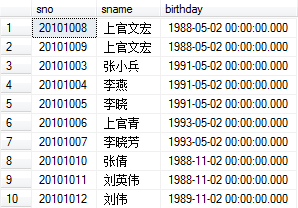 sno sname birthday
1 20101008 上官文宏 1988-05-02 00:00:00.000
2 20101009 上官文宏 1988-05-02 00:00:00.000
3 20101003 张小兵 1991-05-02 00:00:00.000
4 20101004 李燕 1991-05-02 00:00:00.000
5 20101005 李晓 1991-05-02 00:00:00.000
6 20101006 上官青 1993-05-02 00:00:00.000
7 20101007 李晓芳 1993-05-02 00:00:00.000
8 20101010 张倩 1988-11-02 00:00:00.000
9 20101011 刘英伟 1988-11-02 00:00:00.000
10 20101012 刘伟 1989-11-02 00:00:00.000